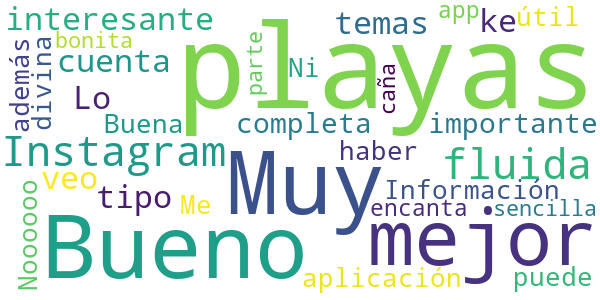 interesante
playas
temas
app
ke
útil
bonita
además
divina
cuenta
parte
Ni
caña
Lo
Buena
completa
importante
Instagram
Muy
haber
fluida
veo
tipo
Me
Información
encanta
sencilla
Nooooooo
Bueno
mejor
.
aplicación
puede